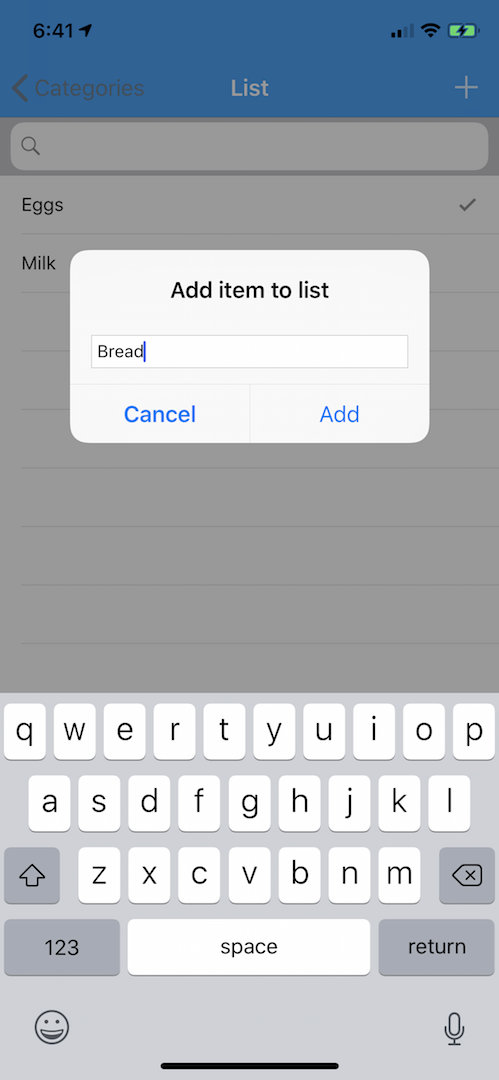 6:41
Categories List
Eggs
Milk
Add item to list
Bread
Cancel Add
q w e r t y u i o p
a s d f g h j k l
z x c v b n m
123 space return